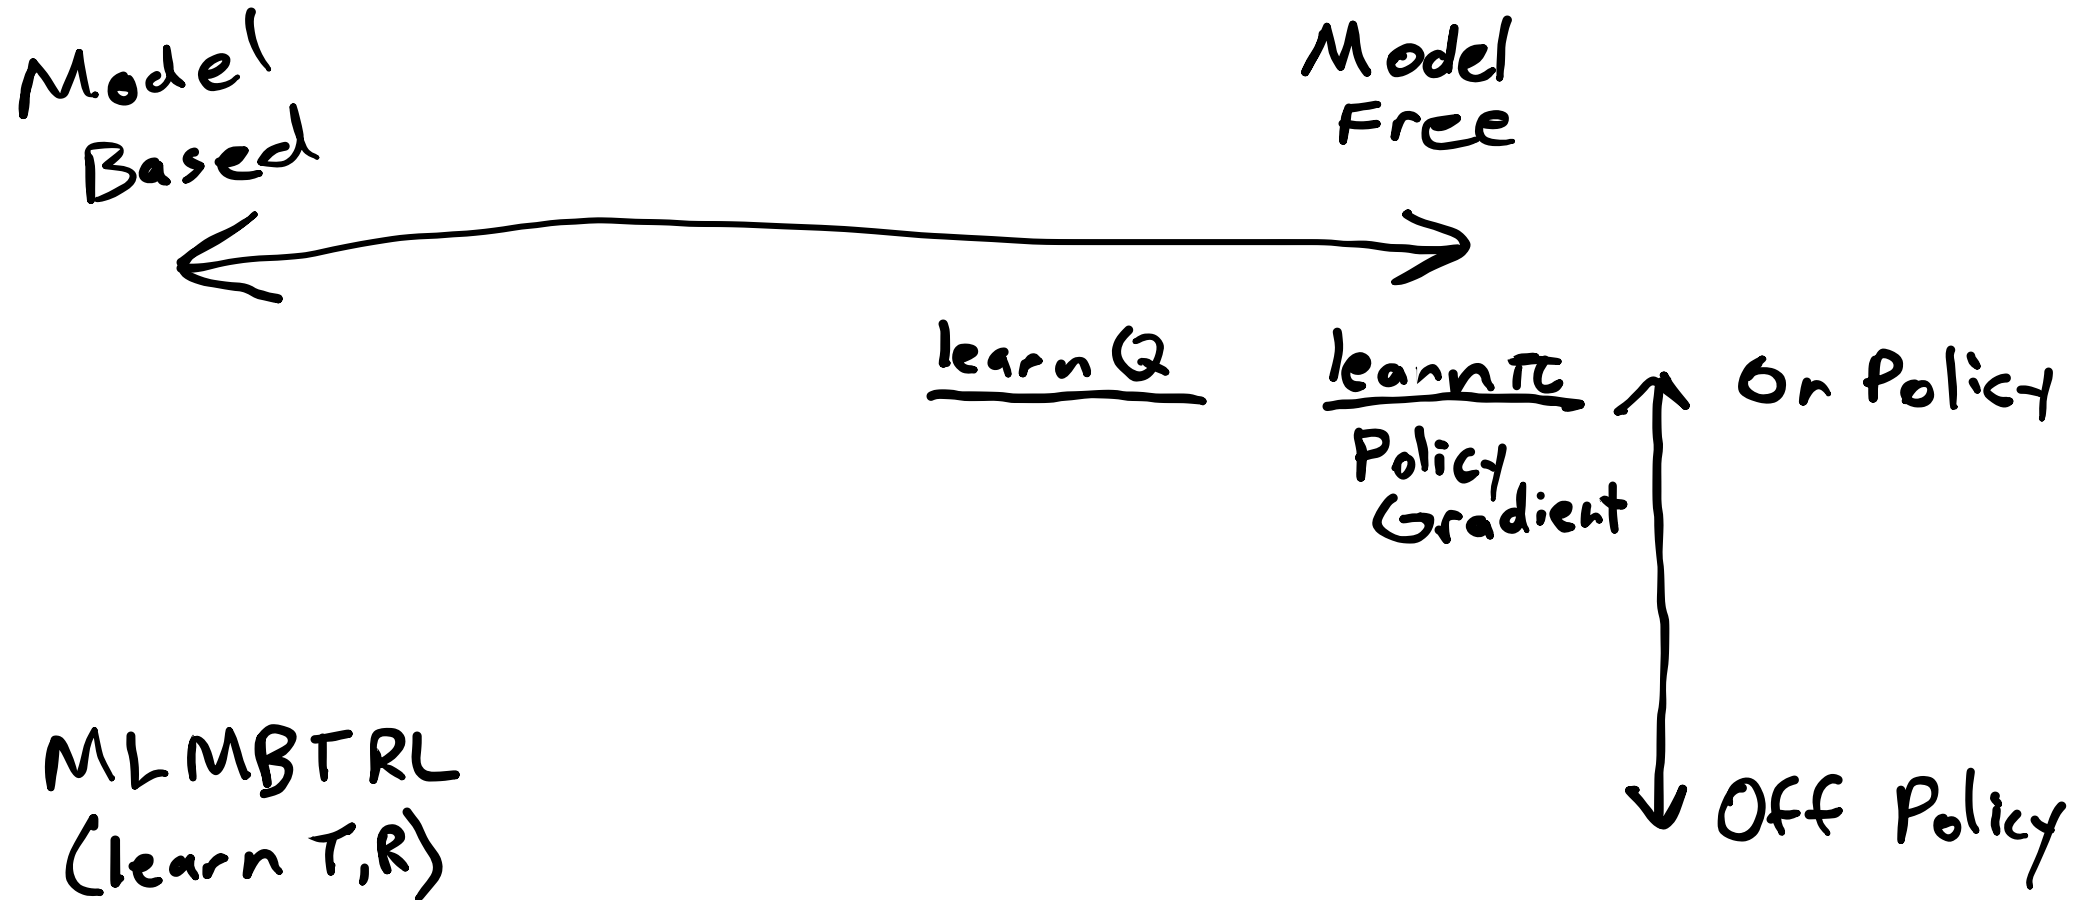 Model
Based
Model
Free
learn Q
learn π
On Policy
Policy
Gradient
MLMBTRL
(learn T,R)
Off Policy